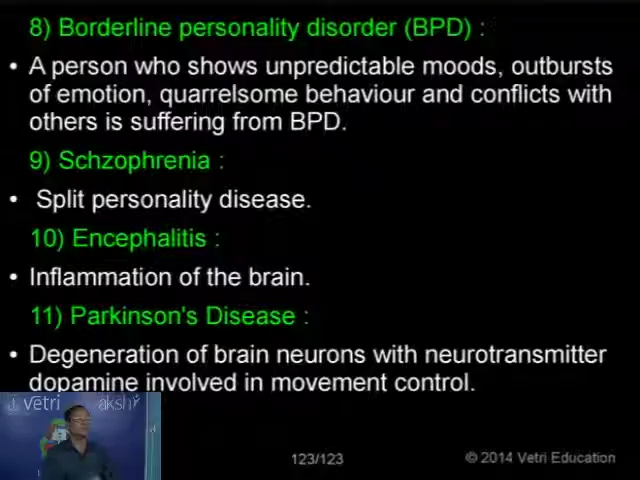 8) Borderline personality disorder (BPD) :
• A person who shows unpredictable moods, outbursts
of emotion, quarrelsome behaviour and conflicts with
others is suffering from BPD.
9) Schzophrenia :
• Split personality disease.
10) Encephalitis :
• Inflammation of the brain.
11) Parkinson's Disease :
• Degeneration of brain neurons with neurotransmitter
dopamine involved in movement control.
vetri
123/123
© 2014 Vetri Education